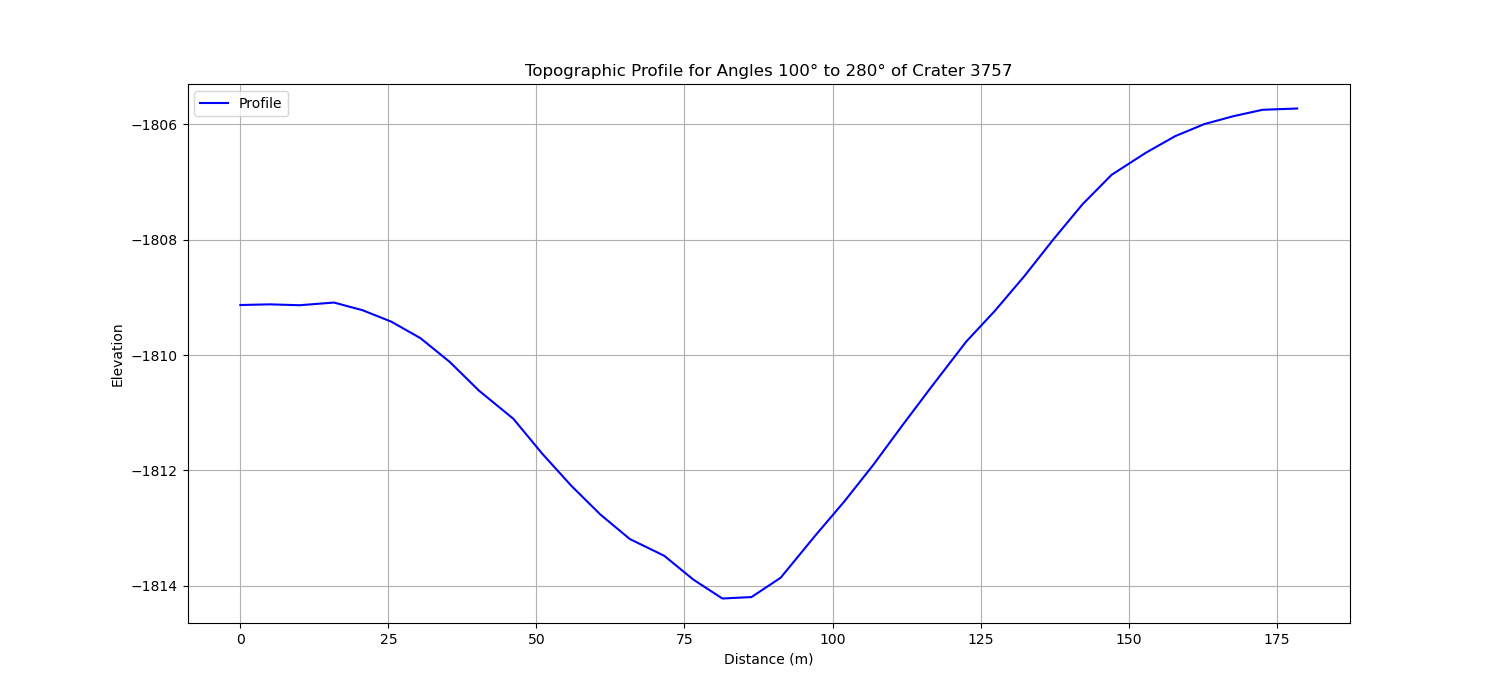 Topographic Profile for Angles 100° to 280° of Crater 3757
Profile
−1806
−1808
−1810
−1812
−1814
Elevation
0 25 50 75 100 125 150 175
Distance (m)